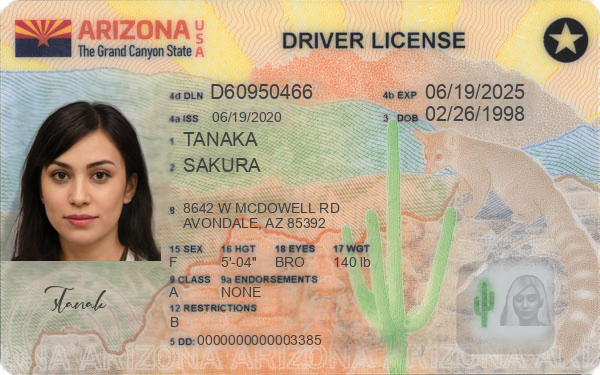 ARIZONA USA
The Grand Canyon State
DRIVER LICENSE
4d DLN D60950466
4b EXP 06/19/2025
4a ISS 06/19/2020
3 DOB 02/26/1998
1 TANAKA
2 SAKURA
8 8642 W MCDOWELL RD
AVONDALE, AZ 85392
15 SEX 16 HGT 18 EYES 17 WGT
F 5'-04" BRO 140 lb
9 CLASS 9a ENDORSEMENTS
A NONE
12 RESTRICTIONS
B
5 DD: 0000000000003385
STanak
ARIZONA ARIZONA ARIZONA ARIZONA